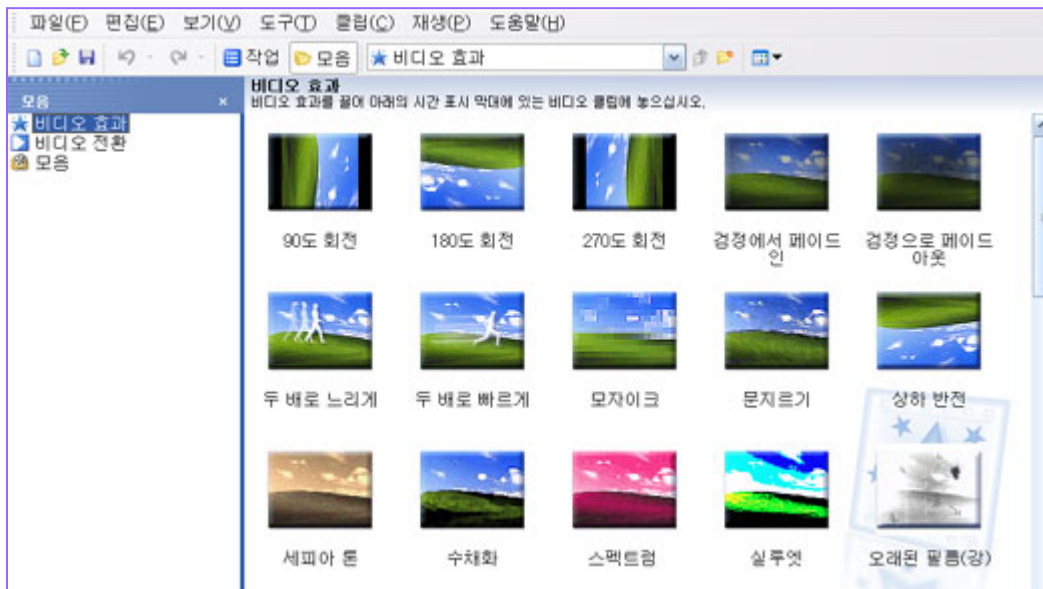 파일(F) 편집(E) 보기(V) 도구(T) 클립(C) 재생(P) 도움말(H)
작업 모음 비디오 효과
모음 ×
비디오 효과
비디오 전환
모음
비디오 효과
비디오 효과를 끌어 아래의 시간 표시 막대에 있는 비디오 클립에 놓으십시오.
90도 회전 180도 회전 270도 회전 검정에서 페이드 검정으로 페이드
인 아웃
두 배로 느리게 두 배로 빠르게 모자이크 문지르기 상하 반전
세피아 톤 수채화 스펙트럼 실루엣 오래된 필름(강)